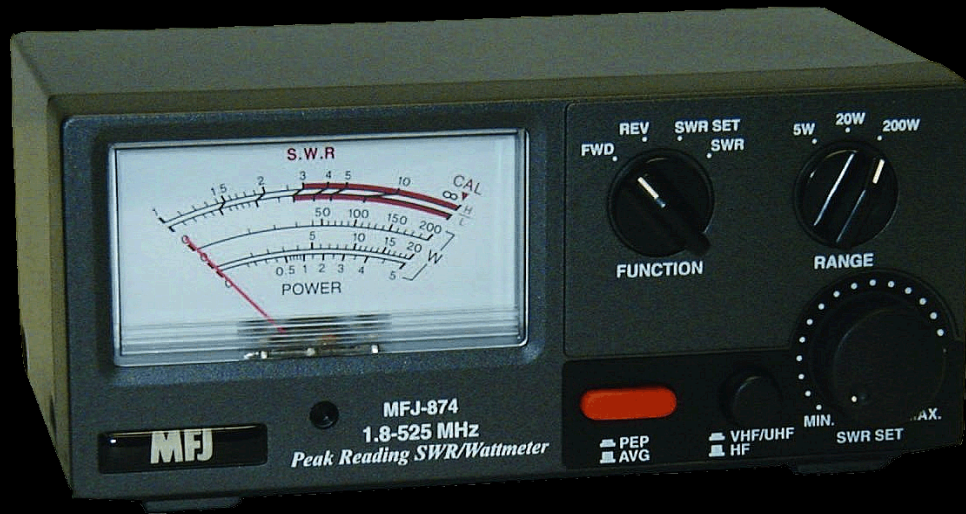 S.W.R
1 1.5 2 3 4 5 10 ∞ CAL
H
L
0 50 100 150 200
0 5 10 15 20 W
0 0.5 1 2 3 4 5
POWER
FWD REV SWR SET SWR
FUNCTION
5W 20W 200W
RANGE
MIN. AX.
SWR SET
PEP
AVG
VHF/UHF
HF
MFJ
MFJ-874
1.8-525 MHz
Peak Reading SWR/Wattmeter